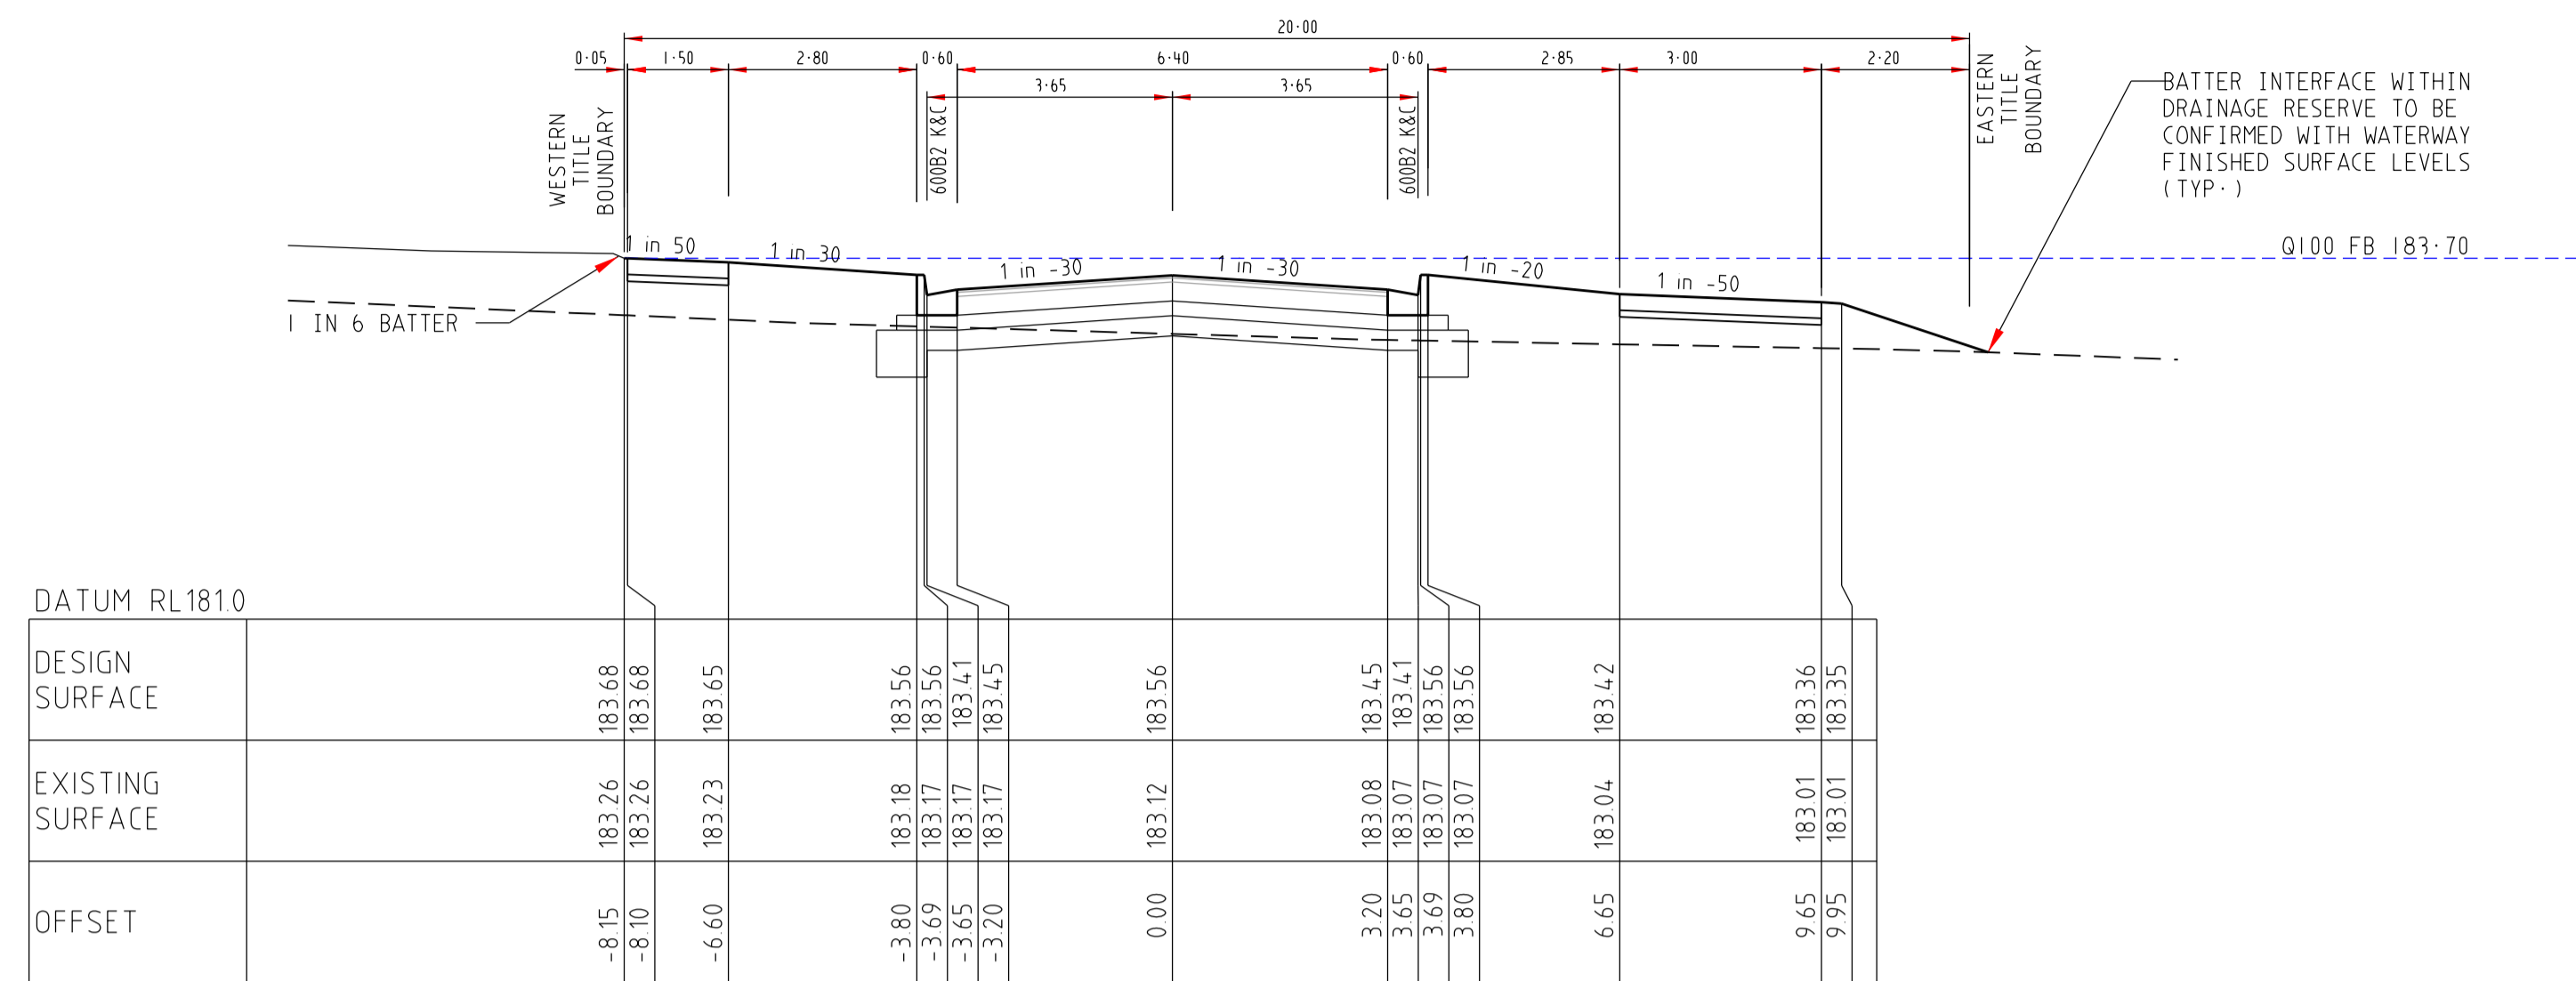 20·00
0·05 1·50 2·80 0·60 6·40 0·60 2·85 3·00 2·20
3·65 3·65
WESTERN
TITLE
BOUNDARY
600B2 K&C
600B2 K&C
EASTERN
TITLE
BOUNDARY
BATTER INTERFACE WITHIN
DRAINAGE RESERVE TO BE
CONFIRMED WITH WATERWAY
FINISHED SURFACE LEVELS
(TYP·)
Q100 FB 183·70
1 in 50
1 in 30
1 in -30
1 in -30
1 in -20
1 in -50
1 IN 6 BATTER
DATUM RL181.0
DESIGN
SURFACE
183.68 183.68 183.65 183.56 183.56 183.41 183.45 183.56 183.45 183.41 183.56 183.56 183.42 183.36 183.35
EXISTING
SURFACE
183.26 183.26 183.23 183.18 183.17 183.17 183.17 183.12 183.08 183.07 183.07 183.07 183.04 183.01 183.01
OFFSET
-8.15 -8.10 -6.60 -3.80 -3.69 -3.65 -3.20 0.00 3.20 3.65 3.69 3.80 6.65 9.65 9.95